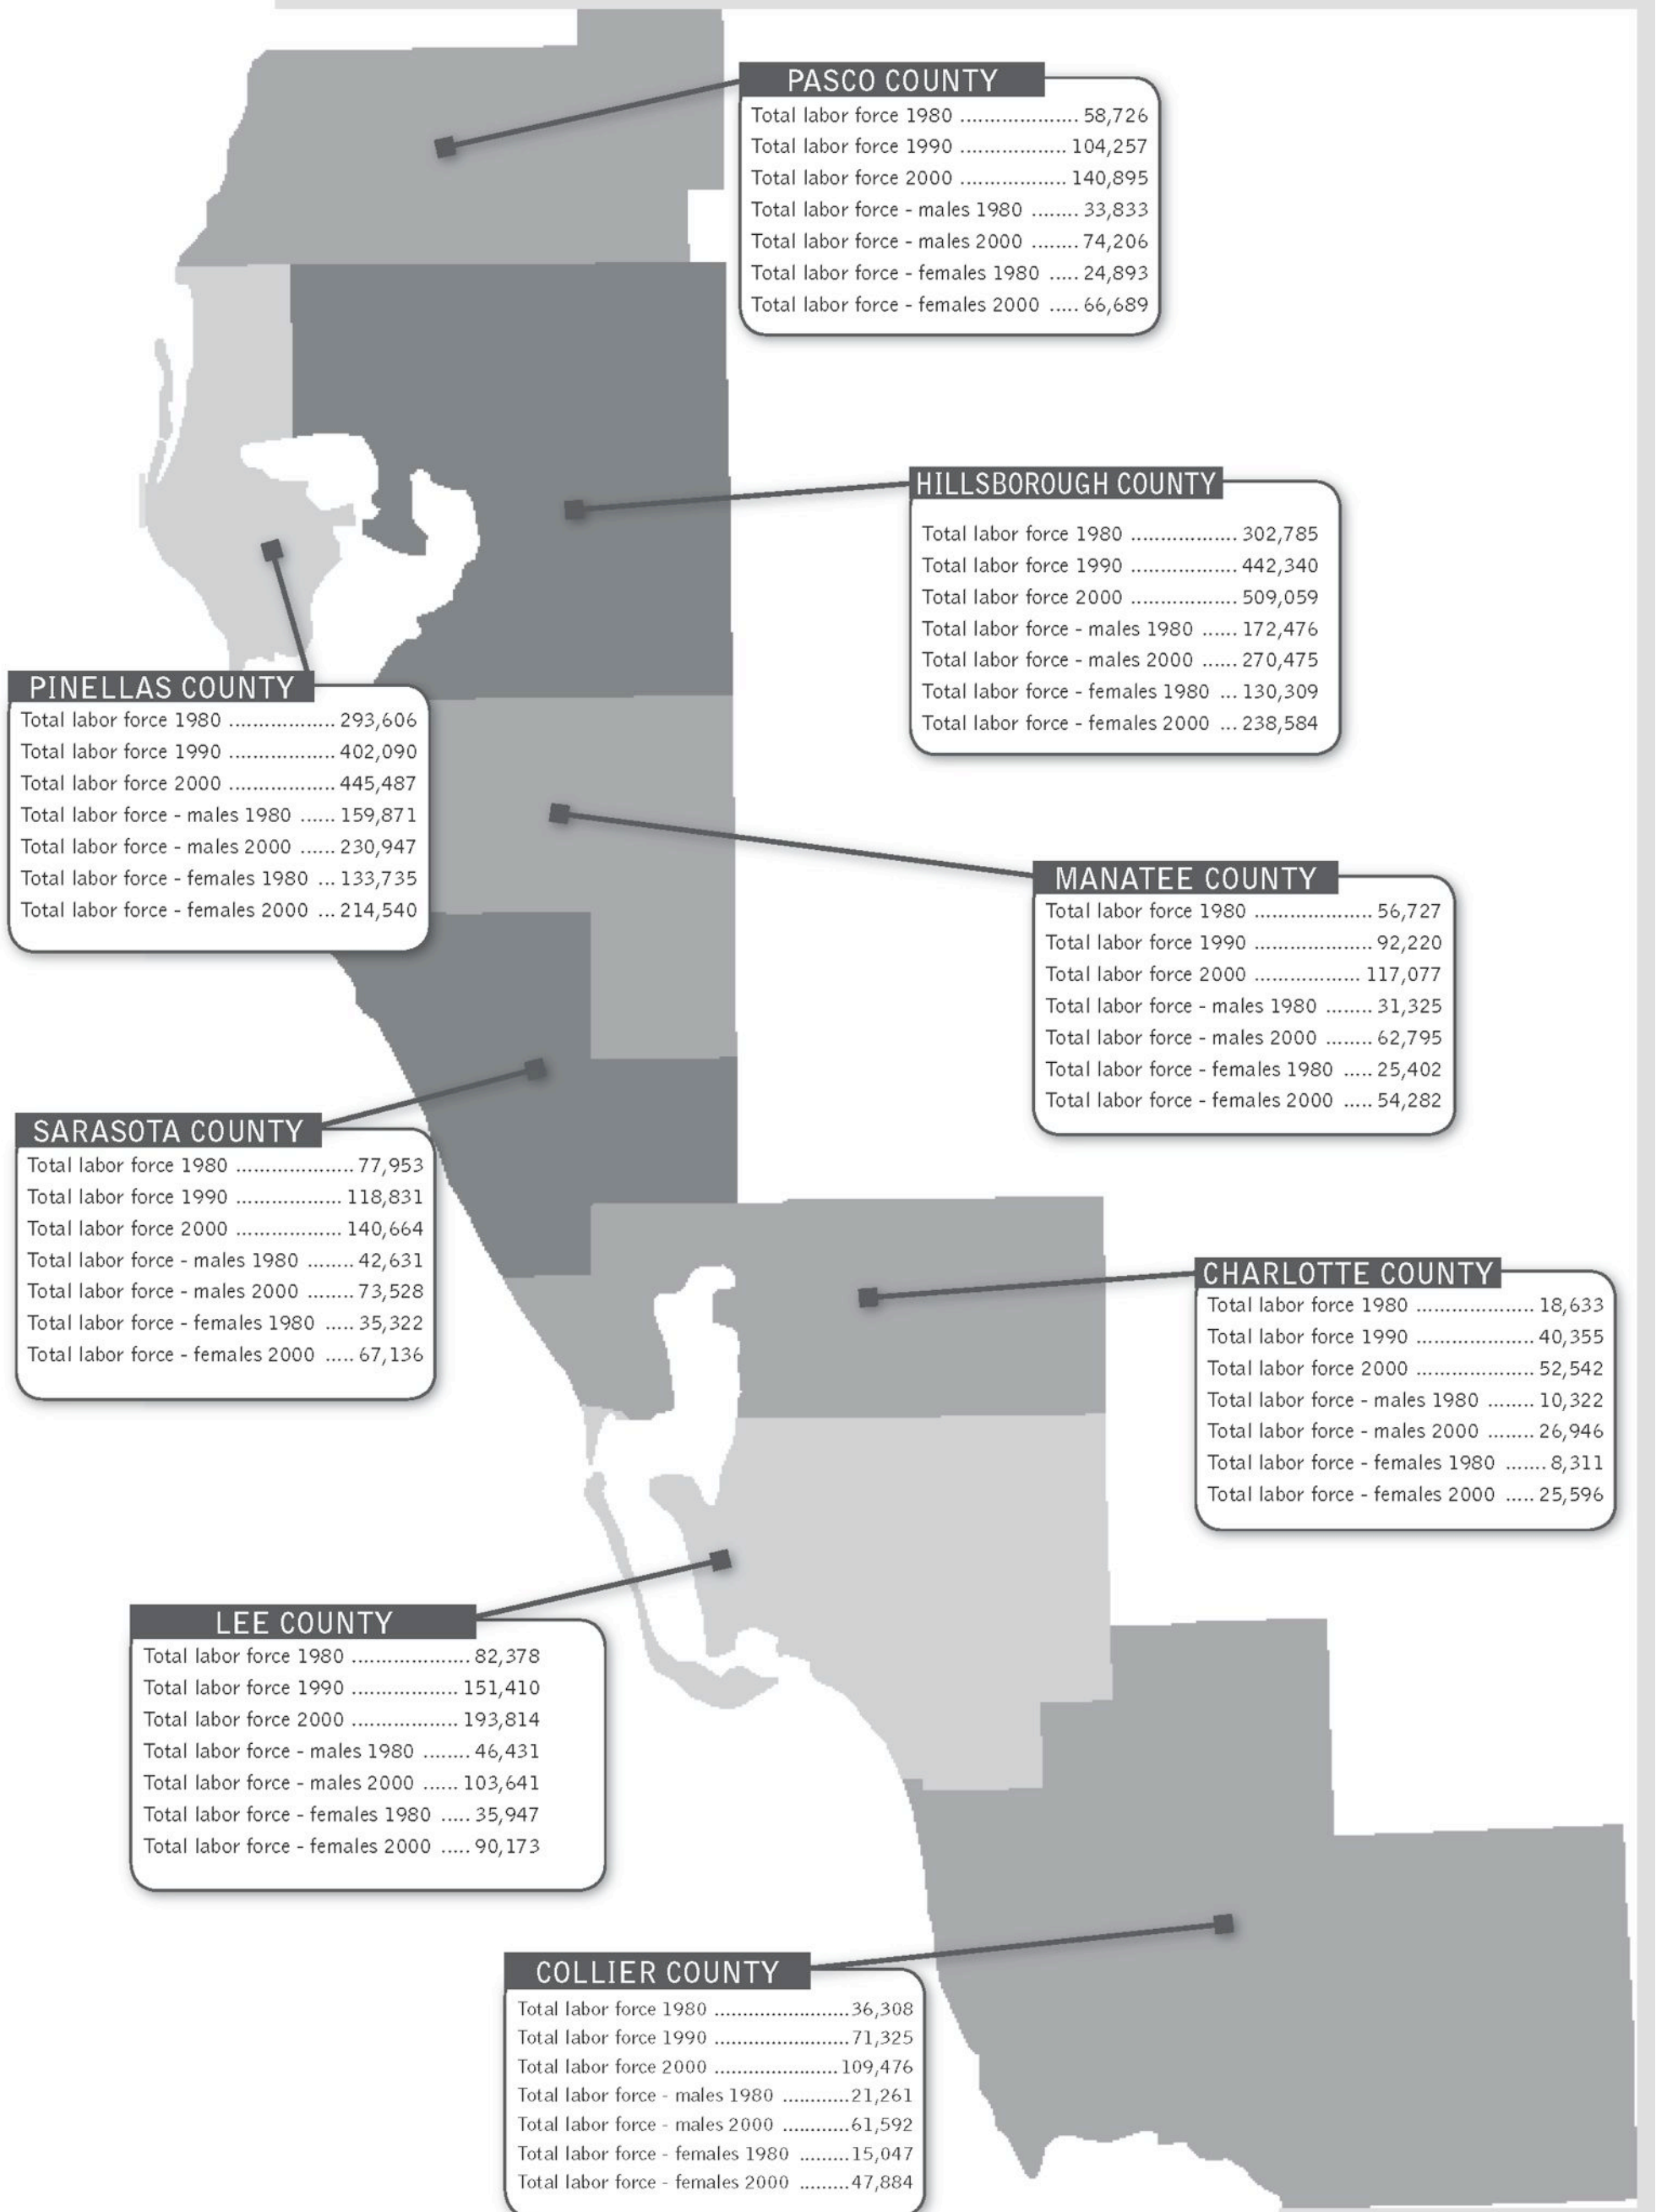 PASCO COUNTY
Total labor force 1980 .................... 58,726
Total labor force 1990 .................. 104,257
Total labor force 2000 .................. 140,895
Total labor force - males 1980 ........ 33,833
Total labor force - males 2000 ........ 74,206
Total labor force - females 1980 ..... 24,893
Total labor force - females 2000 ..... 66,689
HILLSBOROUGH COUNTY
Total labor force 1980 .................. 302,785
Total labor force 1990 .................. 442,340
Total labor force 2000 .................. 509,059
Total labor force - males 1980 ...... 172,476
Total labor force - males 2000 ...... 270,475
Total labor force - females 1980 ... 130,309
Total labor force - females 2000 ... 238,584
PINELLAS COUNTY
Total labor force 1980 .................. 293,606
Total labor force 1990 .................. 402,090
Total labor force 2000 .................. 445,487
Total labor force - males 1980 ...... 159,871
Total labor force - males 2000 ...... 230,947
Total labor force - females 1980 ... 133,735
Total labor force - females 2000 ... 214,540
MANATEE COUNTY
Total labor force 1980 .................... 56,727
Total labor force 1990 .................... 92,220
Total labor force 2000 .................. 117,077
Total labor force - males 1980 ........ 31,325
Total labor force - males 2000 ........ 62,795
Total labor force - females 1980 ..... 25,402
Total labor force - females 2000 ..... 54,282
SARASOTA COUNTY
Total labor force 1980 .................... 77,953
Total labor force 1990 .................. 118,831
Total labor force 2000 .................. 140,664
Total labor force - males 1980 ........ 42,631
Total labor force - males 2000 ........ 73,528
Total labor force - females 1980 ..... 35,322
Total labor force - females 2000 ..... 67,136
CHARLOTTE COUNTY
Total labor force 1980 .................... 18,633
Total labor force 1990 .................... 40,355
Total labor force 2000 .................... 52,542
Total labor force - males 1980 ........ 10,322
Total labor force - males 2000 ........ 26,946
Total labor force - females 1980 ....... 8,311
Total labor force - females 2000 ..... 25,596
LEE COUNTY
Total labor force 1980 .................... 82,378
Total labor force 1990 .................. 151,410
Total labor force 2000 .................. 193,814
Total labor force - males 1980 ........ 46,431
Total labor force - males 2000 ...... 103,641
Total labor force - females 1980 ..... 35,947
Total labor force - females 2000 ..... 90,173
COLLIER COUNTY
Total labor force 1980 .......................36,308
Total labor force 1990 .......................71,325
Total labor force 2000 .....................109,476
Total labor force - males 1980 ............21,261
Total labor force - males 2000 ............61,592
Total labor force - females 1980 .........15,047
Total labor force - females 2000 .........47,884